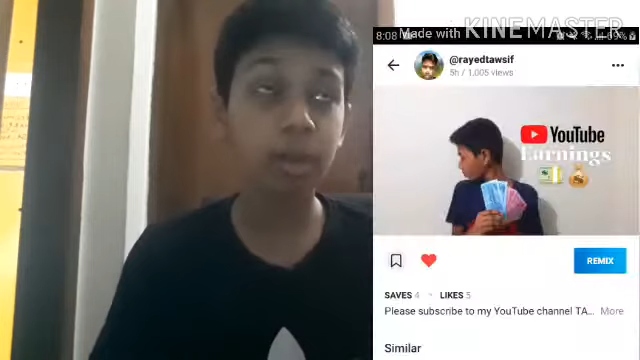 Made with KINEMASTER
8:08
69%
@rayedtawsif
5h / 1,005 views
YouTube
Earnings
REMIX
SAVES 4 • LIKES 5
Please subscribe to my YouTube channel TA... More
Similar